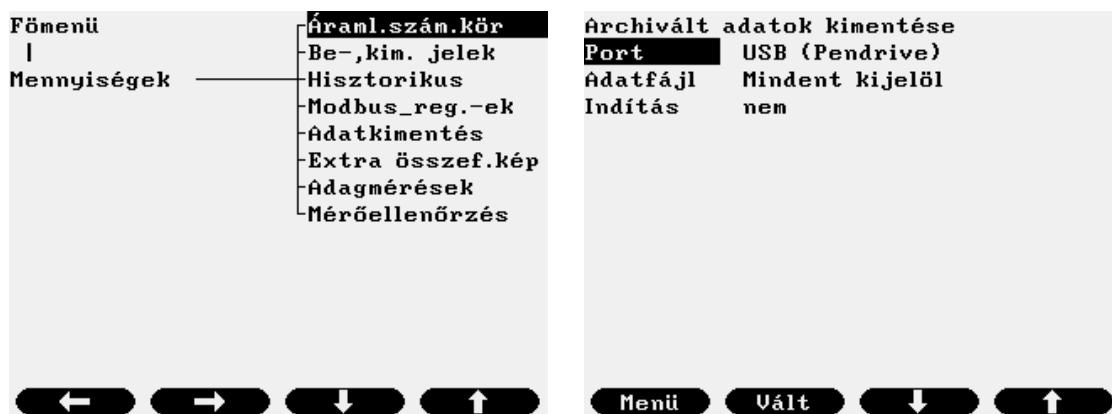 Főmenü
Mennyiségek
Áraml.szám.kör
Be-,kim. jelek
Hisztorikus
Modbus_reg.-ek
Adatkimentés
Extra összef.kép
Adagmérések
Mérőellenőrzés
Archivált adatok kimentése
Port USB (Pendrive)
Adatfájl Mindent kijelöl
Indítás nem
Menü Vált